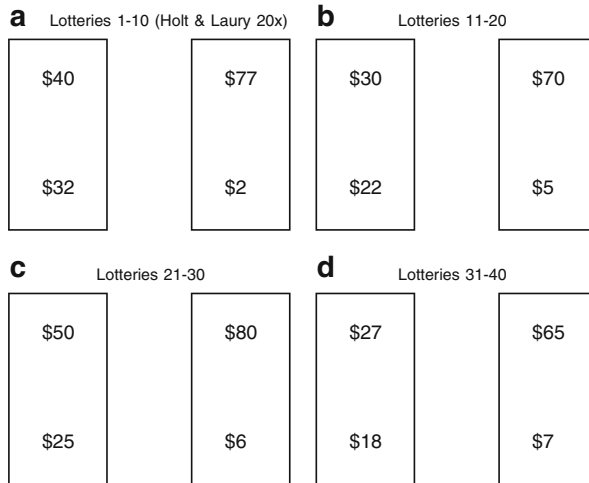 a Lotteries 1-10 (Holt & Laury 20x)
$40 $77
$32 $2
b Lotteries 11-20
$30 $70
$22 $5
c Lotteries 21-30
$50 $80
$25 $6
d Lotteries 31-40
$27 $65
$18 $7